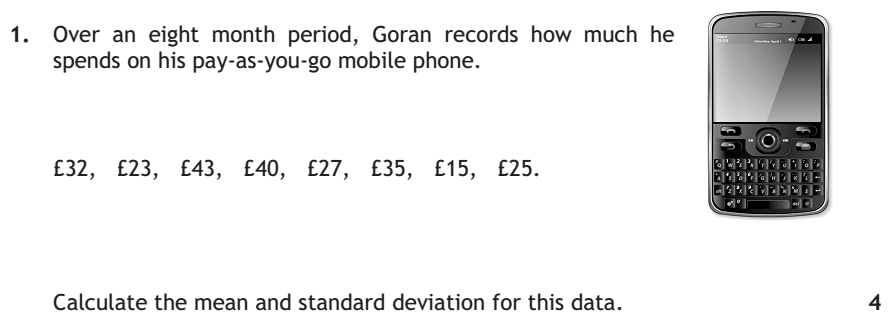 1. Over an eight month period, Goran records how much he
spends on his pay-as-you-go mobile phone.
£32, £23, £43, £40, £27, £35, £15, £25.
Calculate the mean and standard deviation for this data. 4